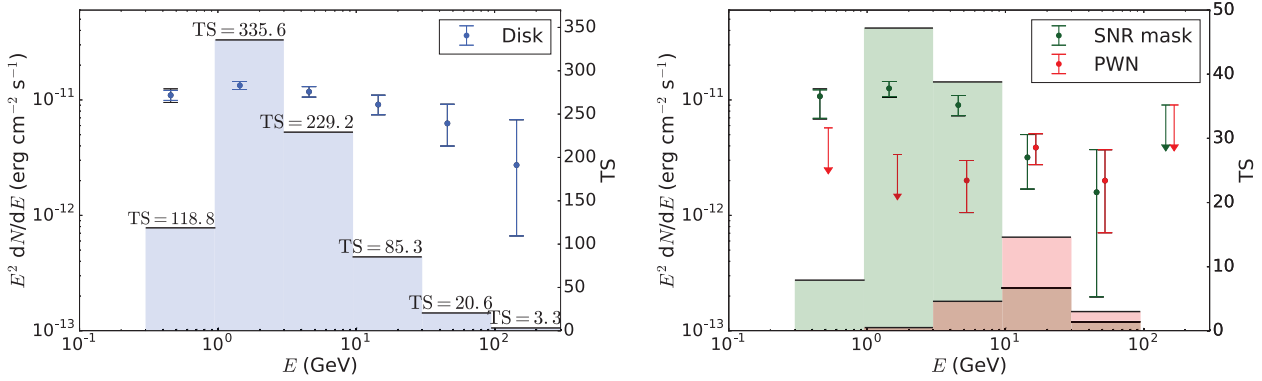 TS = 335.6
TS = 229.2
TS = 118.8
TS = 85.3
TS = 20.6
TS = 3.3
Disk
10⁻¹¹
10⁻¹²
10⁻¹³
E² dN/dE (erg cm⁻² s⁻¹)
350
300
250
200
150
100
50
0
TS
10⁻¹
10⁰
10¹
10²
E (GeV)
SNR mask
PWN
10⁻¹¹
10⁻¹²
10⁻¹³
E² dN/dE (erg cm⁻² s⁻¹)
50
40
30
20
10
0
TS
10⁻¹
10⁰
10¹
10²
E (GeV)